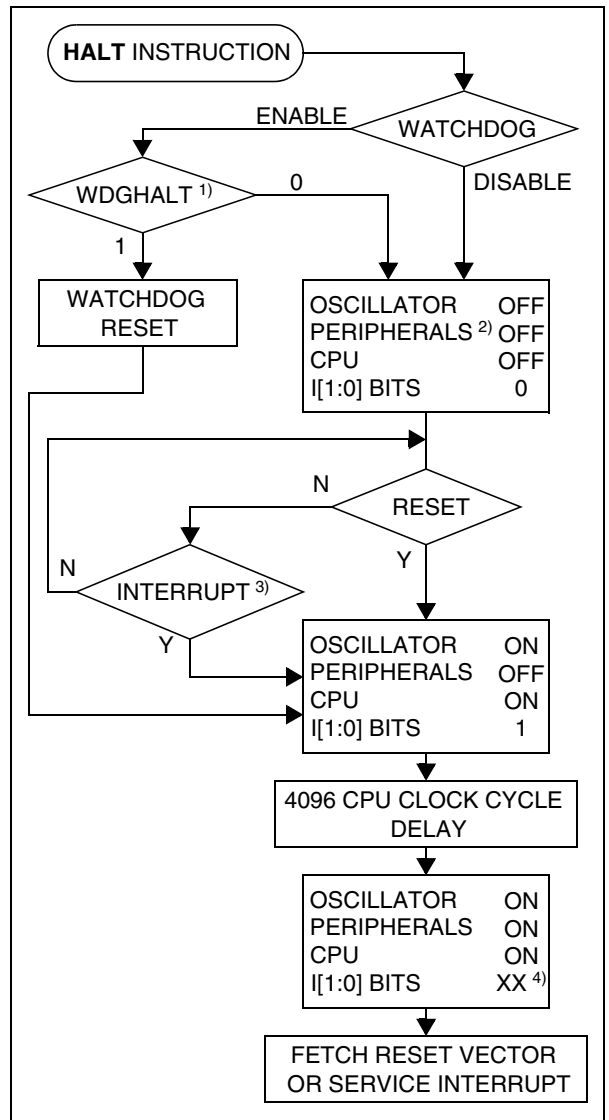 HALT INSTRUCTION
ENABLE
WATCHDOG
WDGHALT 1)
0
DISABLE
1
WATCHDOG
RESET
OSCILLATOR OFF
PERIPHERALS 2) OFF
CPU OFF
I[1:0] BITS 0
N
RESET
Y
N
INTERRUPT 3)
Y
OSCILLATOR ON
PERIPHERALS OFF
CPU ON
I[1:0] BITS 1
4096 CPU CLOCK CYCLE
DELAY
OSCILLATOR ON
PERIPHERALS ON
CPU ON
I[1:0] BITS XX 4)
FETCH RESET VECTOR
OR SERVICE INTERRUPT